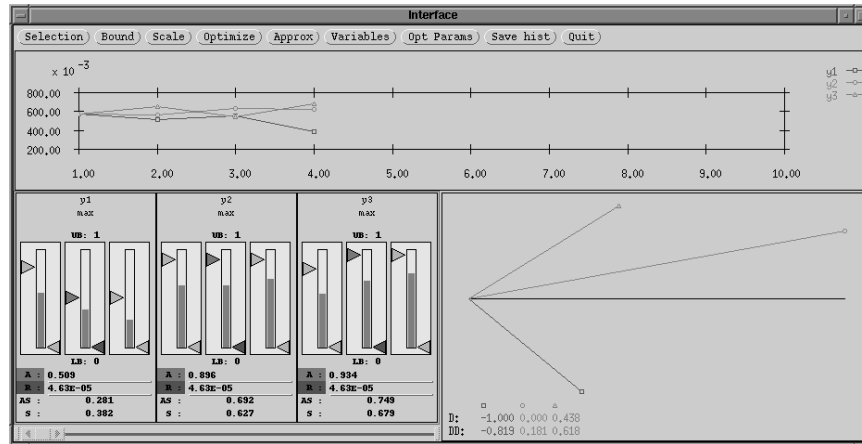 Interface
Selection Bound Scale Optimize Approx Variables Opt Params Save hist Quit
x 10 -3
800.00
600.00
400.00
200.00
1.00 2.00 3.00 4.00 5.00 6.00 7.00 8.00 9.00 10.00
y1
y2
y3
y1
max
UB: 1
LB: 0
A : 0.509
R : 4.63E-05
AS : 0.281
S : 0.382
y2
max
UB: 1
LB: 0
A : 0.896
R : 4.63E-05
AS : 0.692
S : 0.627
y3
max
UB: 1
LB: 0
A : 0.934
R : 4.63E-05
AS : 0.749
S : 0.679
D: -1.000 0.000 0.438
DD: -0.819 0.181 0.618